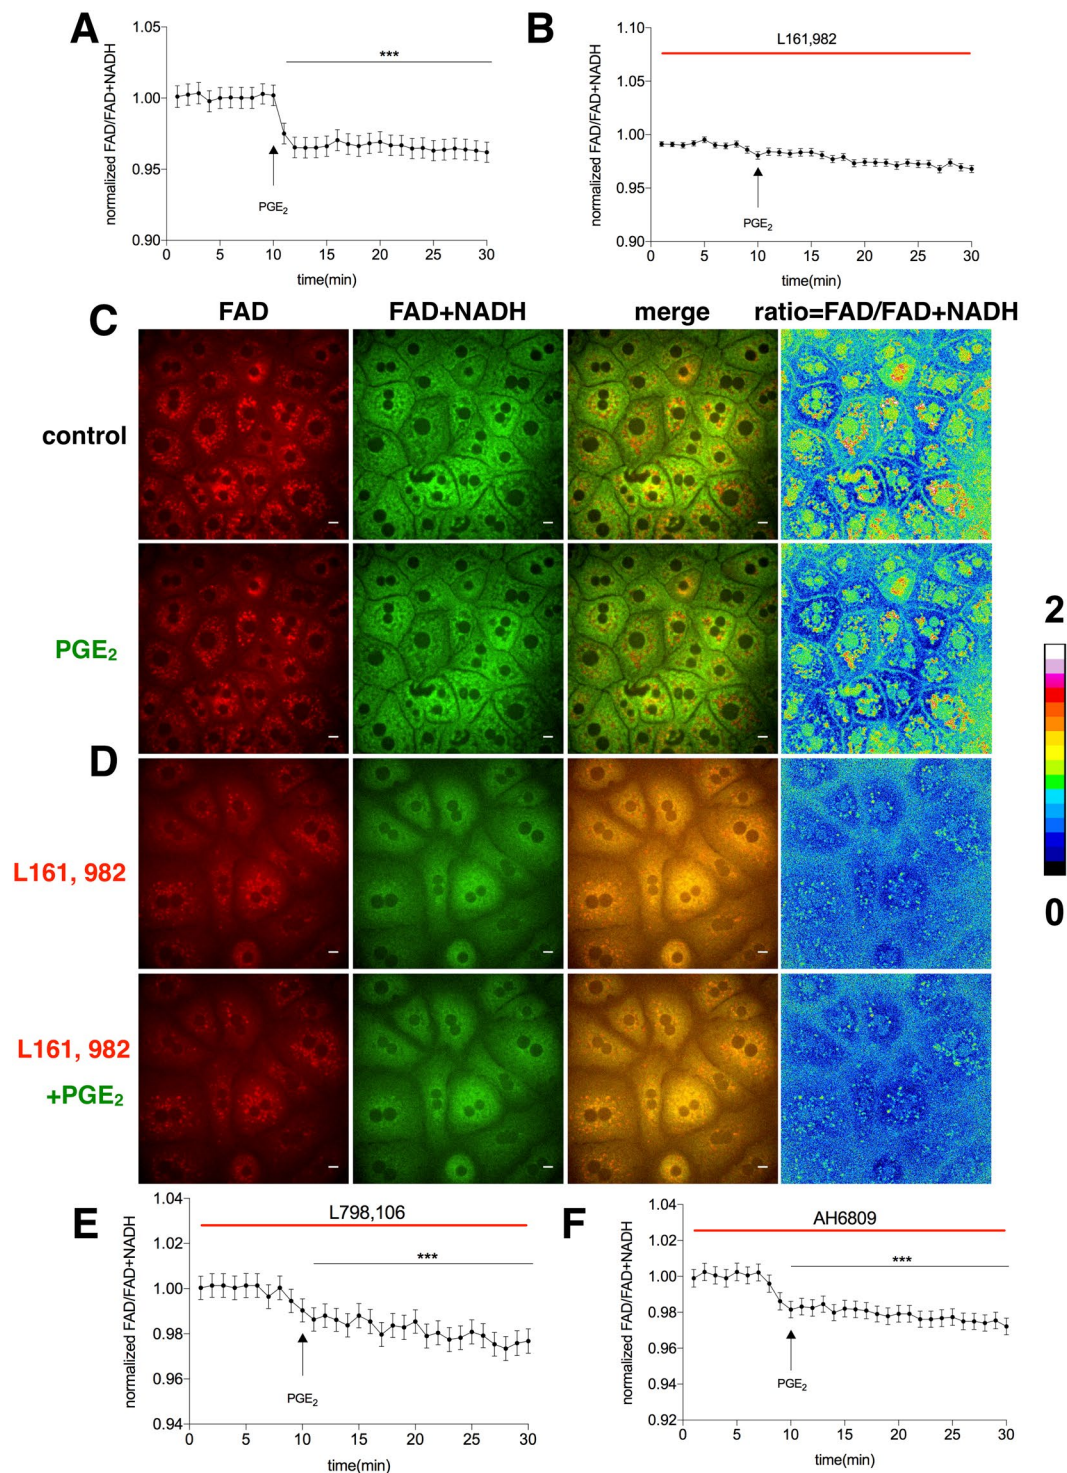 A
1.05
1.00
0.95
0.90
normalized FAD/FAD+NADH
***
PGE₂
0 5 10 15 20 25 30
time(min)
B
1.10
1.05
1.00
0.95
0.90
normalized FAD/FAD+NADH
L161,982
PGE₂
0 5 10 15 20 25 30
time(min)
C
FAD FAD+NADH merge ratio=FAD/FAD+NADH
control
PGE₂
D
L161, 982
L161, 982
+PGE₂
2
0
E
1.04
1.02
1.00
0.98
0.96
0.94
normalized FAD/FAD+NADH
L798,106
***
PGE₂
0 5 10 15 20 25 30
time(min)
F
1.04
1.02
1.00
0.98
0.96
0.94
0.92
normalized FAD/FAD+NADH
AH6809
***
PGE₂
0 5 10 15 20 25 30
time(min)